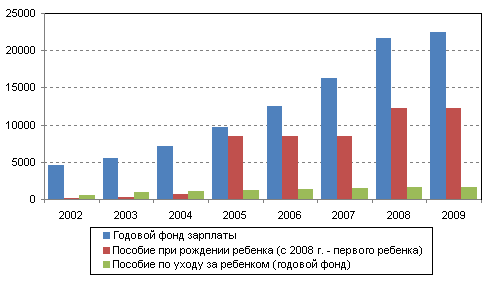 25000
20000
15000
10000
5000
0
2002 2003 2004 2005 2006 2007 2008 2009
Годовой фонд зарплаты
Пособие при рождении ребенка (с 2008 г. - первого ребенка)
Пособие по уходу за ребенком (годовой фонд)